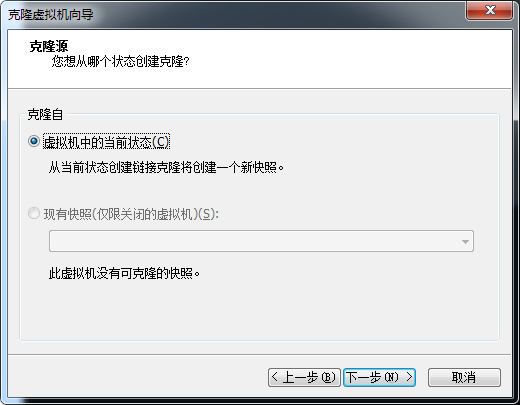 克隆虚拟机向导
克隆源
您想从哪个状态创建克隆?
克隆自
虚拟机中的当前状态(C)
从当前状态创建链接克隆将创建一个新快照。
现有快照(仅限关闭的虚拟机)(S):
此虚拟机没有可克隆的快照。
< 上一步(B) 下一步(N) > 取消